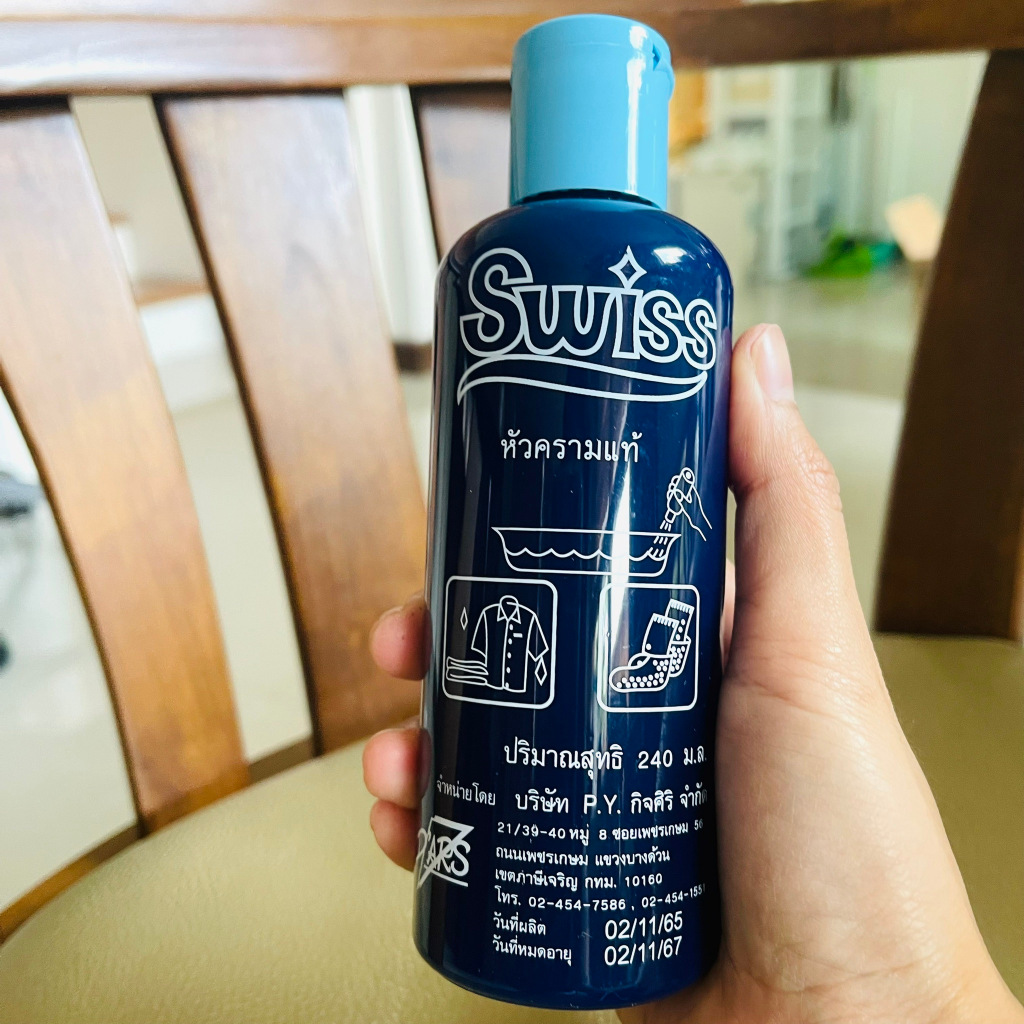 Swiss
หัวครามแท้
ปริมาณสุทธิ 240 ม.ล.
จำหน่ายโดย บริษัท P.Y. กิจศิริ จำกัด
21/39-40 หมู่ 8 ซอยเพชรเกษม
ถนนเพชรเกษม แขวงบางด้วน
เขตภาษีเจริญ กทม. 10160
โทร. 02-454-7586 ,
วันที่ผลิต 02/11/65
วันที่หมดอายุ 02/11/67